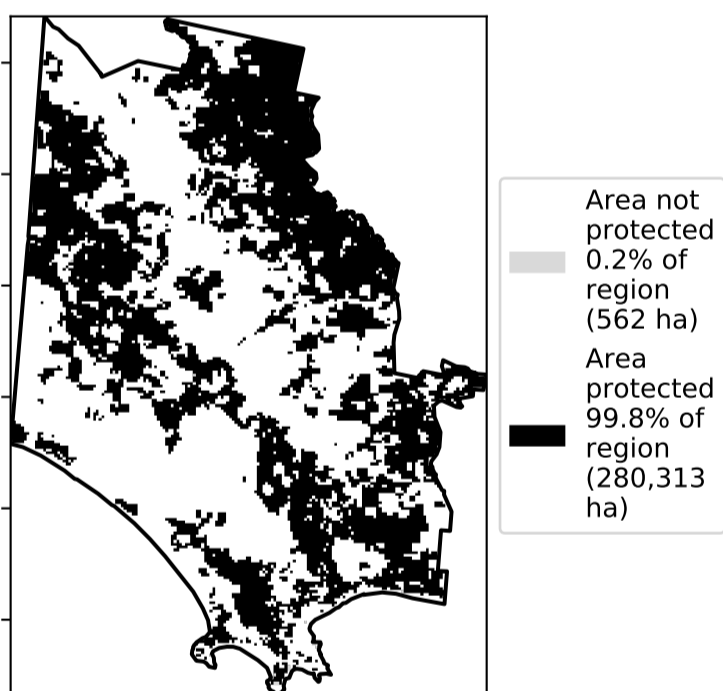 Area not
protected
0.2% of
region
(562 ha)
Area
protected
99.8% of
region
(280,313
ha)